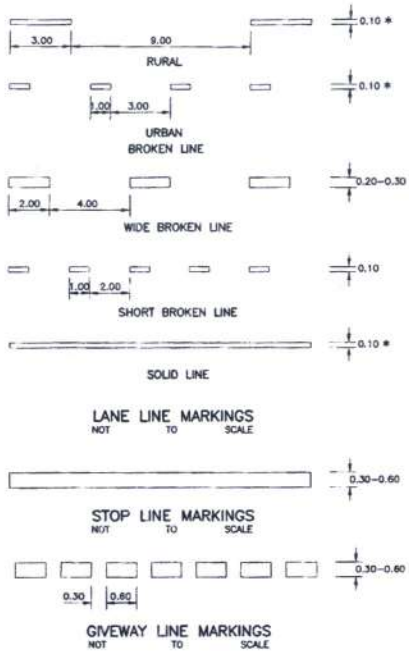 0.10 *
3.00 9.00
RURAL
0.10 *
1.00 3.00
URBAN
BROKEN LINE
0.20-0.30
2.00 4.00
WIDE BROKEN LINE
0.10
1.00 2.00
SHORT BROKEN LINE
0.10 *
SOLID LINE
LANE LINE MARKINGS
NOT TO SCALE
0.30-0.60
STOP LINE MARKINGS
NOT TO SCALE
0.30-0.60
0.30 0.60
GIVEWAY LINE MARKINGS
NOT TO SCALE